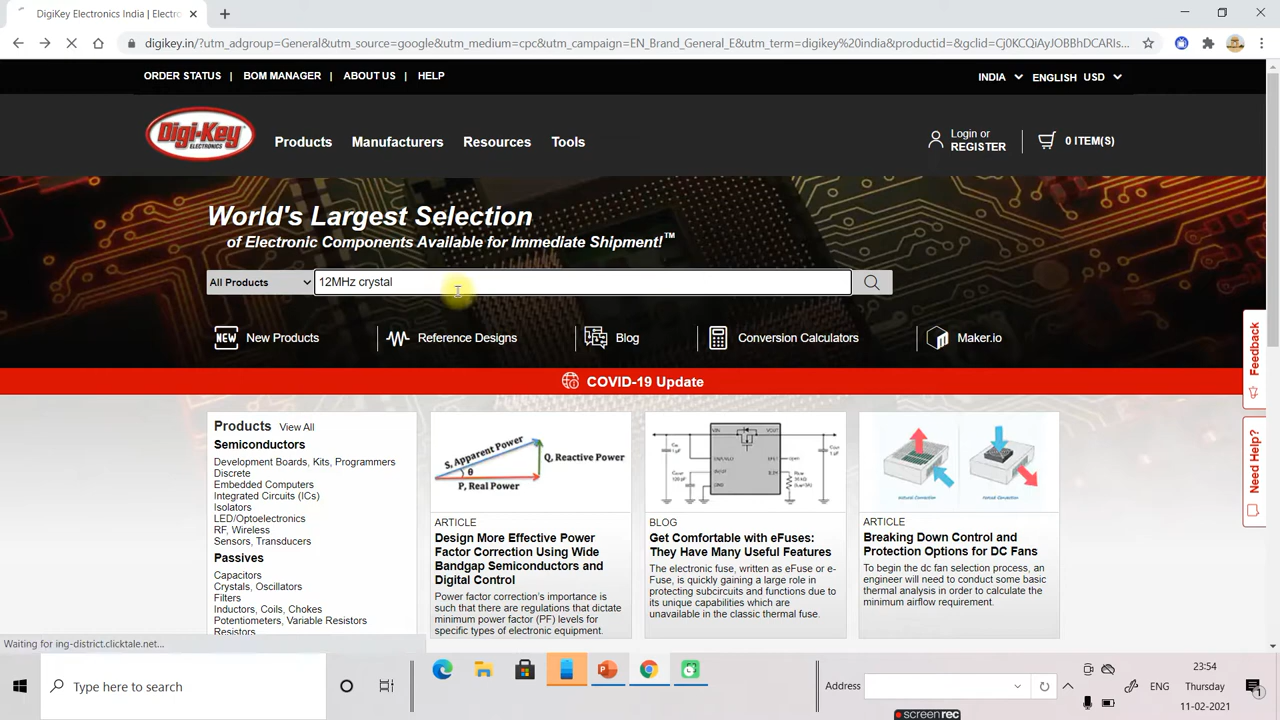 DigiKey Electronics India | Electro
digikey.in/?utm_adgroup=General&utm_source=google&utm_medium=cpc&utm_campaign=EN_Brand_General_E&utm_term=digikey%20india&productid=&gclid=Cj0KCQiAyJOBBhDCARIs...
ORDER STATUS | BOM MANAGER | ABOUT US | HELP
INDIA ENGLISH USD
Digi-Key
ELECTRONICS
Products Manufacturers Resources Tools
Login or
REGISTER
0 ITEM(S)
World's Largest Selection
of Electronic Components Available for Immediate Shipment!™
All Products
12MHz crystal
NEW New Products
Reference Designs
Blog
Conversion Calculators
Maker.io
Feedback
COVID-19 Update
Need Help?
Products View All
Semiconductors
Development Boards, Kits, Programmers
Discrete
Embedded Computers
Integrated Circuits (ICs)
Isolators
LED/Optoelectronics
RF, Wireless
Sensors, Transducers
Passives
Capacitors
Crystals, Oscillators
Filters
Inductors, Coils, Chokes
Potentiometers, Variable Resistors
Resistors
S, Apparent Power
Q, Reactive Power
θ
P, Real Power
ARTICLE
Design More Effective Power
Factor Correction Using Wide
Bandgap Semiconductors and
Digital Control
Power factor correction's importance is
such that there are regulations that dictate
minimum power factor (PF) levels for
specific types of electronic equipment.
BLOG
Get Comfortable with eFuses:
They Have Many Useful Features
The electronic fuse, written as eFuse or e-
Fuse, is quickly gaining a large role in
protecting subcircuits and functions due to
its unique capabilities which are
unavailable in the classic thermal fuse.
ARTICLE
Breaking Down Control and
Protection Options for DC Fans
To begin the dc fan selection process, an
engineer will need to conduct some basic
thermal analysis in order to calculate the
minimum airflow requirement.
Waiting for ing-district.clicktale.net...
Type here to search
Address
ENG
23:54
Thursday
11-02-2021
1
screenrec